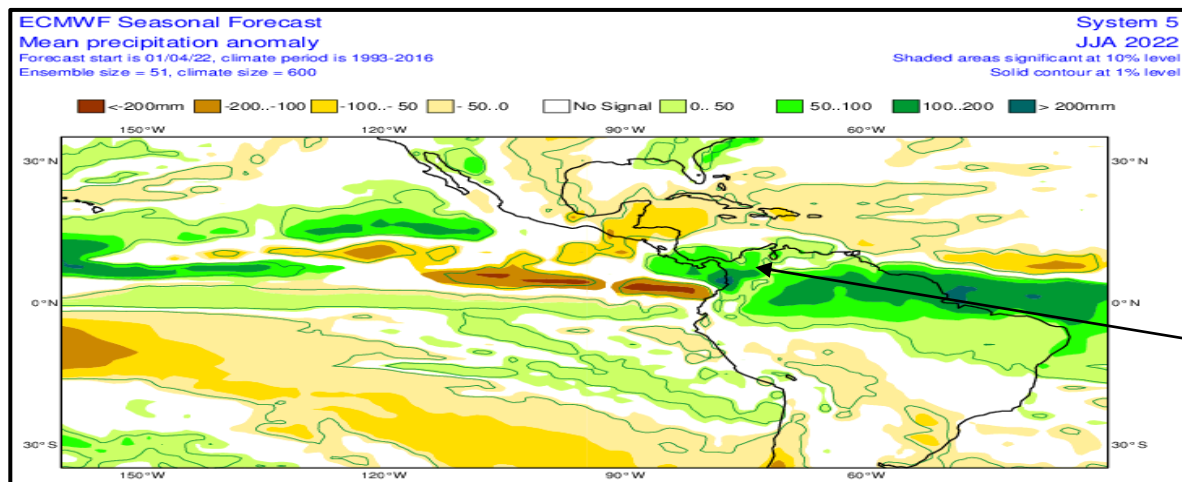 ECMWF Seasonal Forecast
System 5
Mean precipitation anomaly
JJA 2022
Forecast start is 01/04/22, climate period is 1993-2016
Shaded areas significant at 10% level
Ensemble size = 51, climate size = 600
Solid contour at 1% level
<-200mm -200..-100 -100..- 50 - 50..0 No Signal 0.. 50 50..100 100..200 > 200mm
150°W 120°W 90°W 60°W
30°N 30°N
0°N 0°N
30°S 30°S
150°W 120°W 90°W 60°W